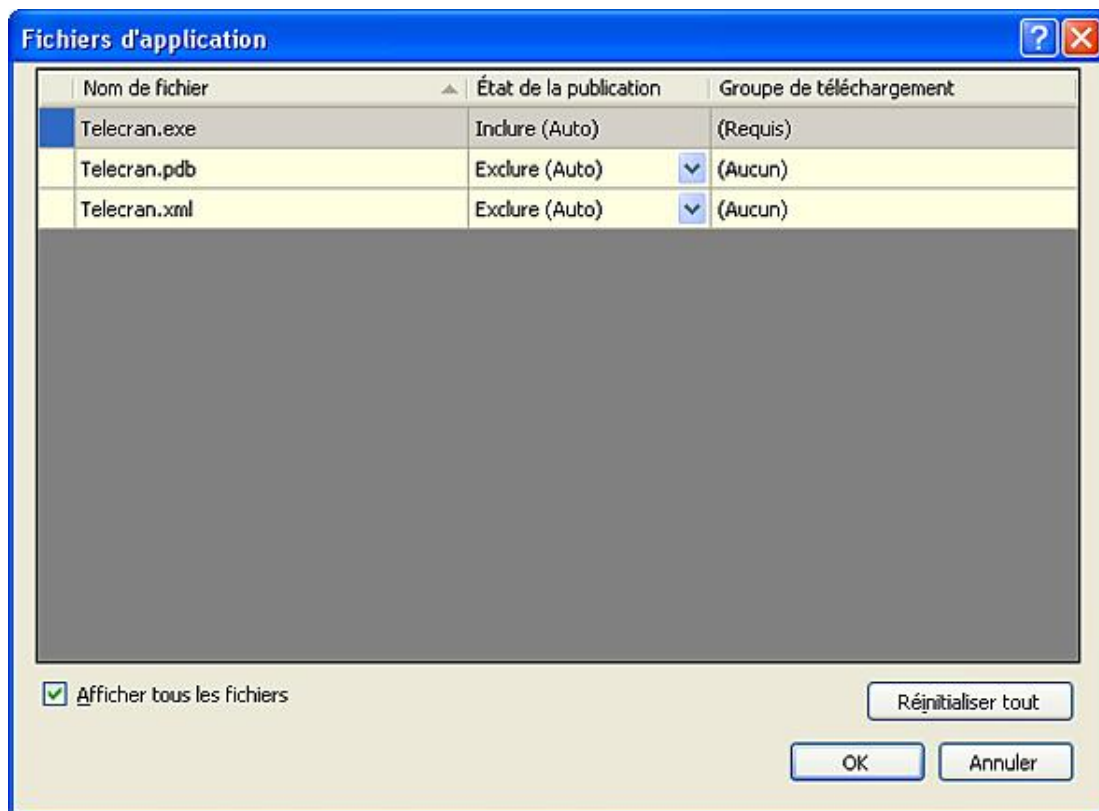 Fichiers d'application
Nom de fichier État de la publication Groupe de téléchargement
Telecran.exe Inclure (Auto) (Requis)
Telecran.pdb Exclure (Auto) (Aucun)
Telecran.xml Exclure (Auto) (Aucun)
Afficher tous les fichiers
Réinitialiser tout
OK Annuler